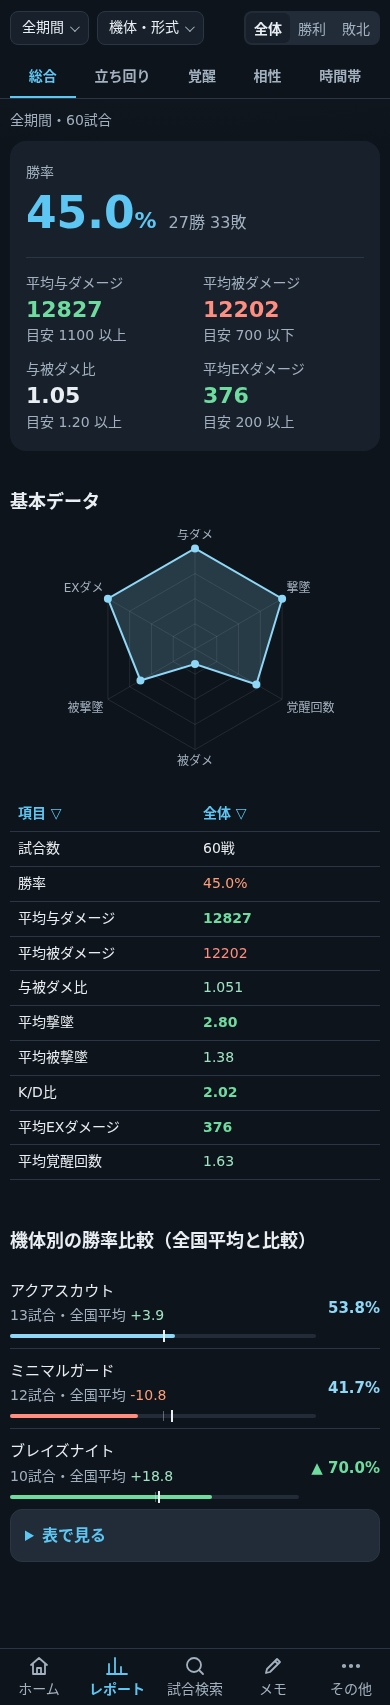 全期間 機体・形式 全体 勝利 敗北
総合 立ち回り 覚醒 相性 時間帯
全期間・60試合
勝率
45.0% 27勝 33敗
平均与ダメージ 平均被ダメージ
12827 12202
目安 1100 以上 目安 700 以下
与被ダメ比 平均EXダメージ
1.05 376
目安 1.20 以上 目安 200 以上
基本データ
与ダメ
EXダメ 撃墜
被撃墜 覚醒回数
被ダメ
項目 ▽ 全体 ▽
試合数 60戦
勝率 45.0%
平均与ダメージ 12827
平均被ダメージ 12202
与被ダメ比 1.051
平均撃墜 2.80
平均被撃墜 1.38
K/D比 2.02
平均EXダメージ 376
平均覚醒回数 1.63
機体別の勝率比較（全国平均と比較）
アクアスカウト
13試合・全国平均 +3.9 53.8%
ミニマルガード
12試合・全国平均 -10.8 41.7%
ブレイズナイト
10試合・全国平均 +18.8 ▲ 70.0%
▶ 表で見る
ホーム レポート 試合検索 メモ その他